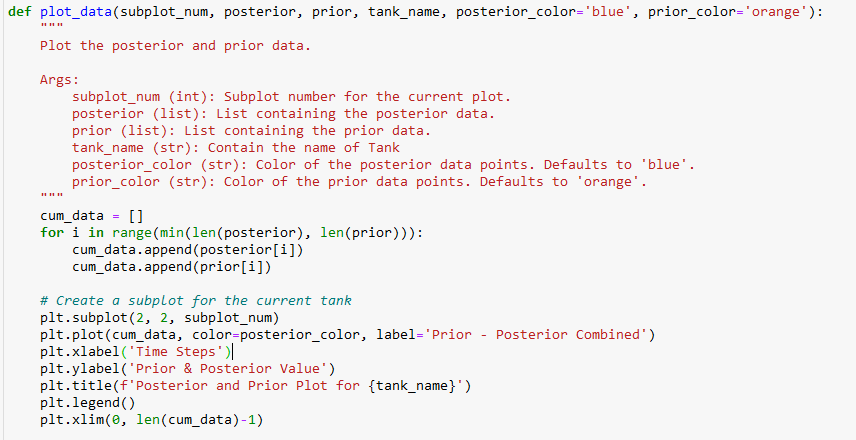 def plot_data(subplot_num, posterior, prior, tank_name, posterior_color='blue', prior_color='orange'):
    """
    Plot the posterior and prior data.

    Args:
        subplot_num (int): Subplot number for the current plot.
        posterior (list): List containing the posterior data.
        prior (list): List containing the prior data.
        tank_name (str): Contain the name of Tank
        posterior_color (str): Color of the posterior data points. Defaults to 'blue'.
        prior_color (str): Color of the prior data points. Defaults to 'orange'.
    """
    cum_data = []
    for i in range(min(len(posterior), len(prior))):
        cum_data.append(posterior[i])
        cum_data.append(prior[i])

    # Create a subplot for the current tank
    plt.subplot(2, 2, subplot_num)
    plt.plot(cum_data, color=posterior_color, label='Prior - Posterior Combined')
    plt.xlabel('Time Steps')
    plt.ylabel('Prior & Posterior Value')
    plt.title(f'Posterior and Prior Plot for {tank_name}')
    plt.legend()
    plt.xlim(0, len(cum_data)-1)